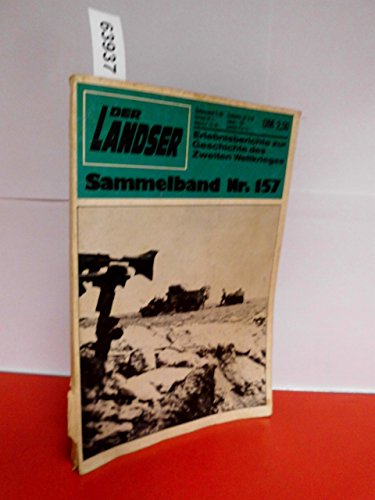 63937
DER
LANDSER
DM 2,50
Erlebnisberichte zur
Geschichte des
Zweiten Weltkrieges
Sammelband Nr. 157